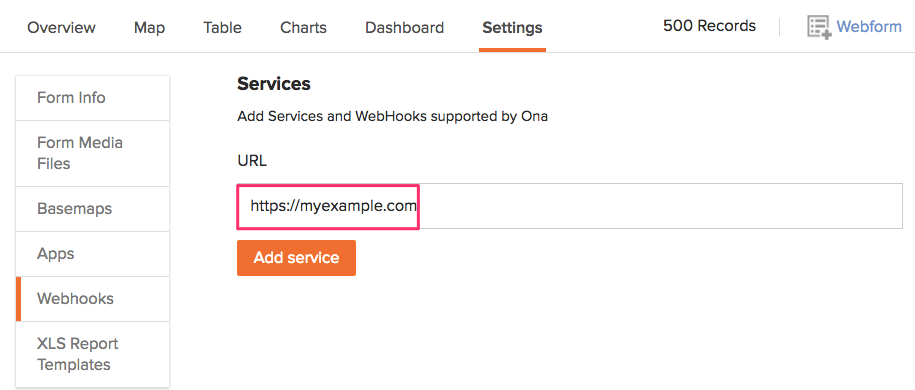 Overview Map Table Charts Dashboard Settings 500 Records Webform
Form Info
Form Media
Files
Basemaps
Apps
Webhooks
XLS Report
Templates
Services
Add Services and WebHooks supported by Ona
URL
https://myexample.com
Add service